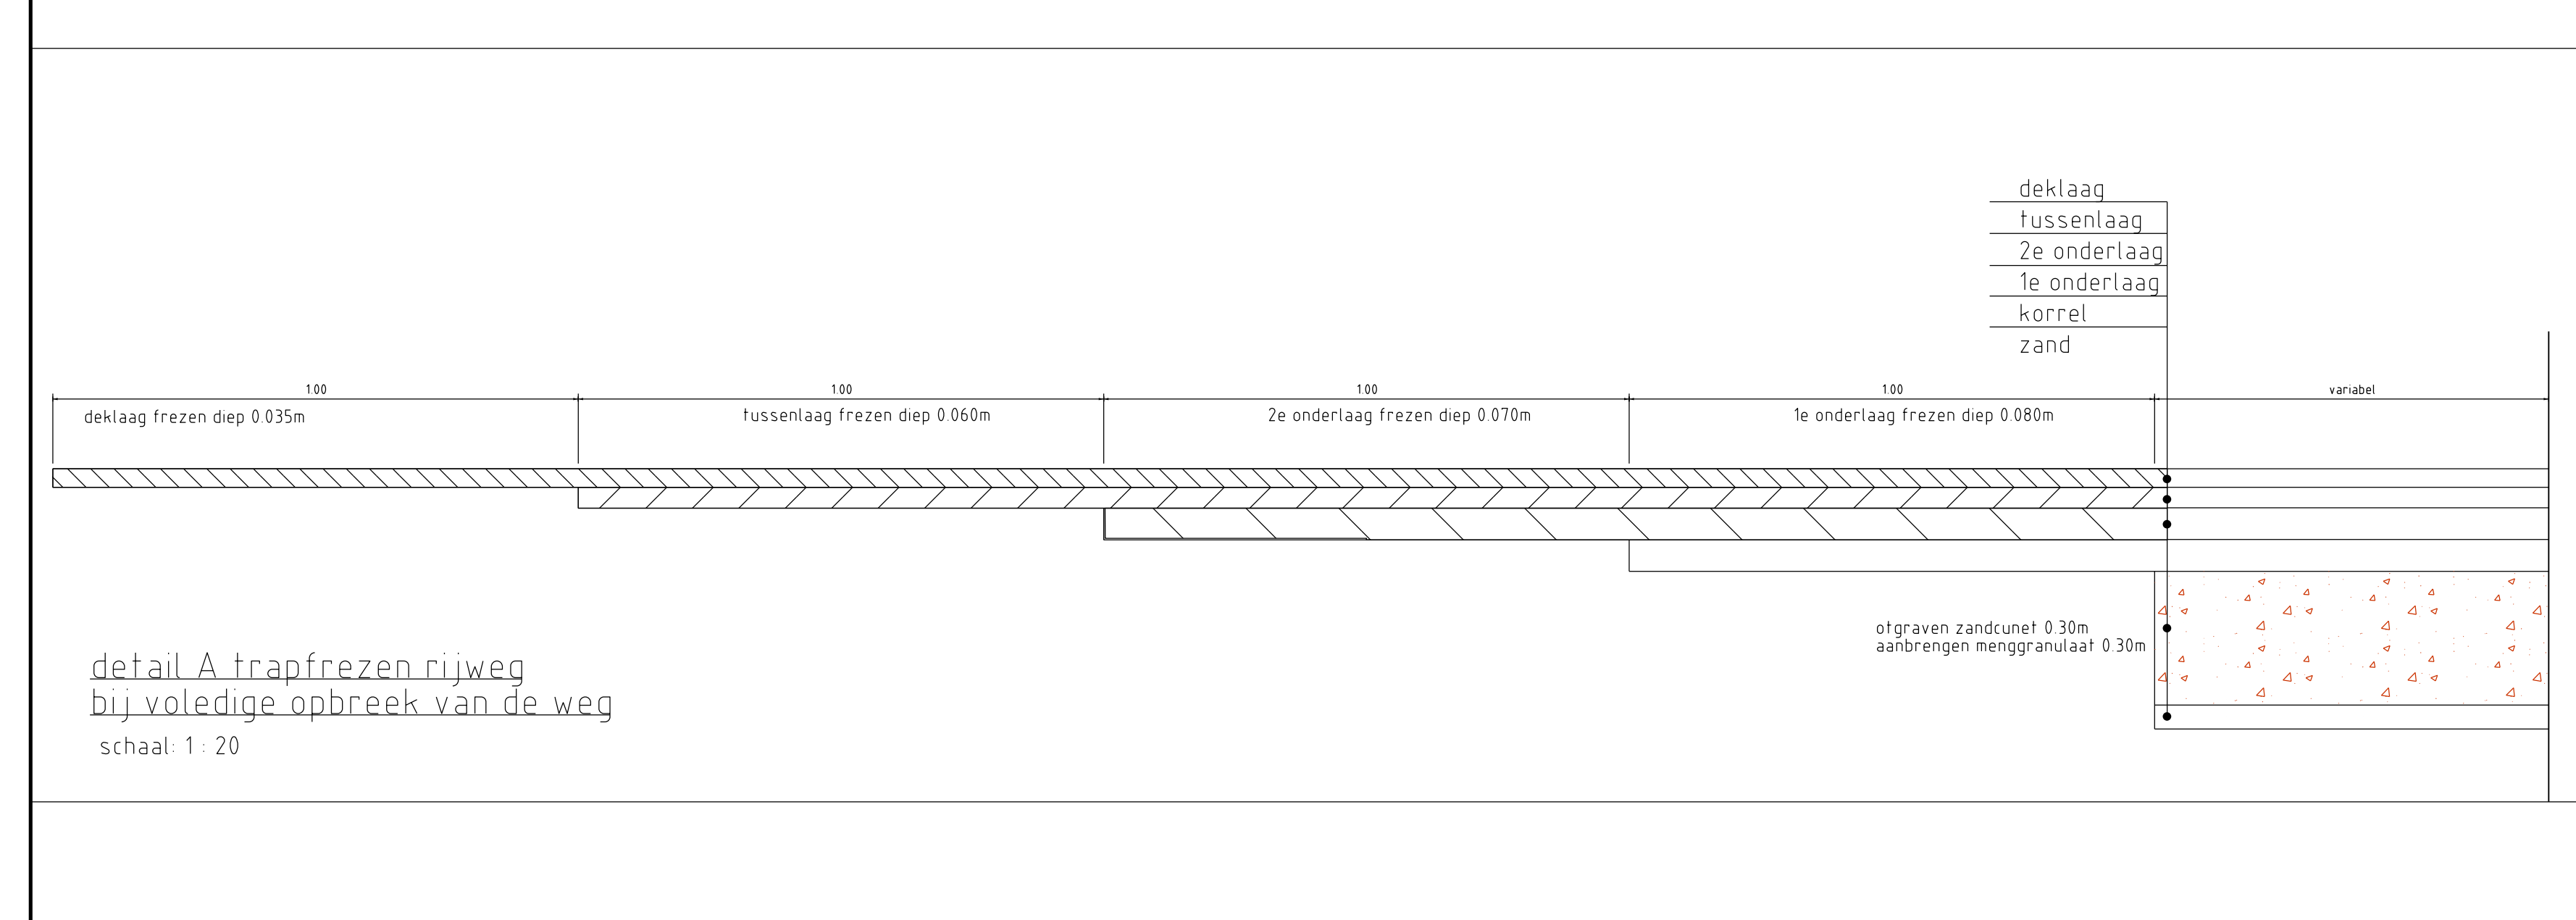 deklaag
tussenlaag
2e onderlaag
1e onderlaag
korrel
zand
1.00
1.00
1.00
1.00
variabel
deklaag frezen diep 0.035m
tussenlaag frezen diep 0.060m
2e onderlaag frezen diep 0.070m
1e onderlaag frezen diep 0.080m
otgraven zandcunet 0.30m
aanbrengen menggranulaat 0.30m
detail A trapfrezen rijweg
bij voledige opbreek van de weg
schaal: 1 : 20